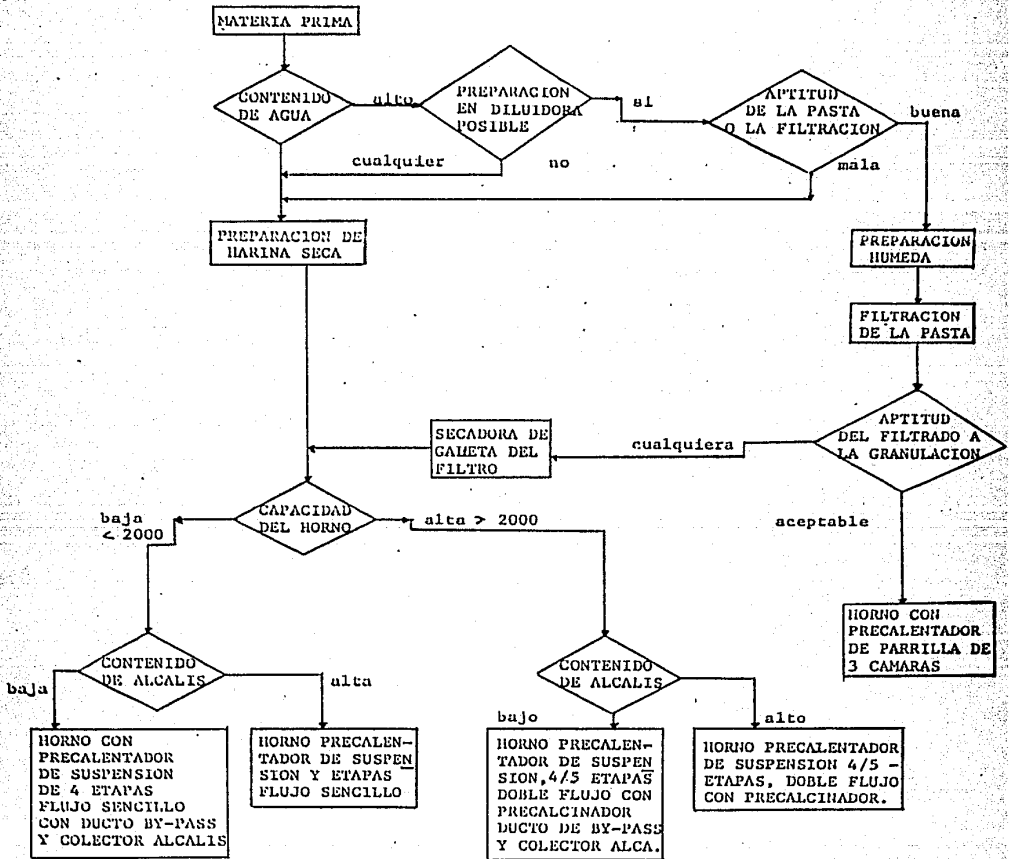 MATERIA PRIMA
CONTENIDO
DE AGUA
alto
PREPARACION
EN DILUIDORA
POSIBLE
si
APTITUD
DE LA PASTA
O LA FILTRACION
buena
cualquier
no
mala
PREPARACION DE
HARINA SECA
PREPARACION
HUMEDA
FILTRACION
DE LA PASTA
APTITUD
DEL FILTRADO A
LA GRANULACION
cualquiera
SECADORA DE
GALLETA DEL
FILTRO
aceptable
CAPACIDAD
DEL HORNO
baja
< 2000
alta > 2000
HORNO CON
PRECALENTADOR
DE PARRILLA DE
3 CAMARAS
CONTENIDO
DE ALCALIS
baja
alta
CONTENIDO
DE ALCALIS
bajo
alto
HORNO CON
PRECALENTADOR
DE SUSPENSION
DE 4 ETAPAS
FLUJO SENCILLO
CON DUCTO BY-PASS
Y COLECTOR ALCALIS
HORNO PRECALEN-
TADOR DE SUSPEN
SION Y ETAPAS
FLUJO SENCILLO
HORNO PRECALEN-
TADOR DE SUSPEN
SION, 4/5 ETAPAS
DOBLE FLUJO CON
PRECALCINADOR
DUCTO DE BY-PASS
Y COLECTOR ALCA.
HORNO PRECALENTADOR
DE SUSPENSION 4/5 -
ETAPAS, DOBLE FLUJO
CON PRECALCINADOR.